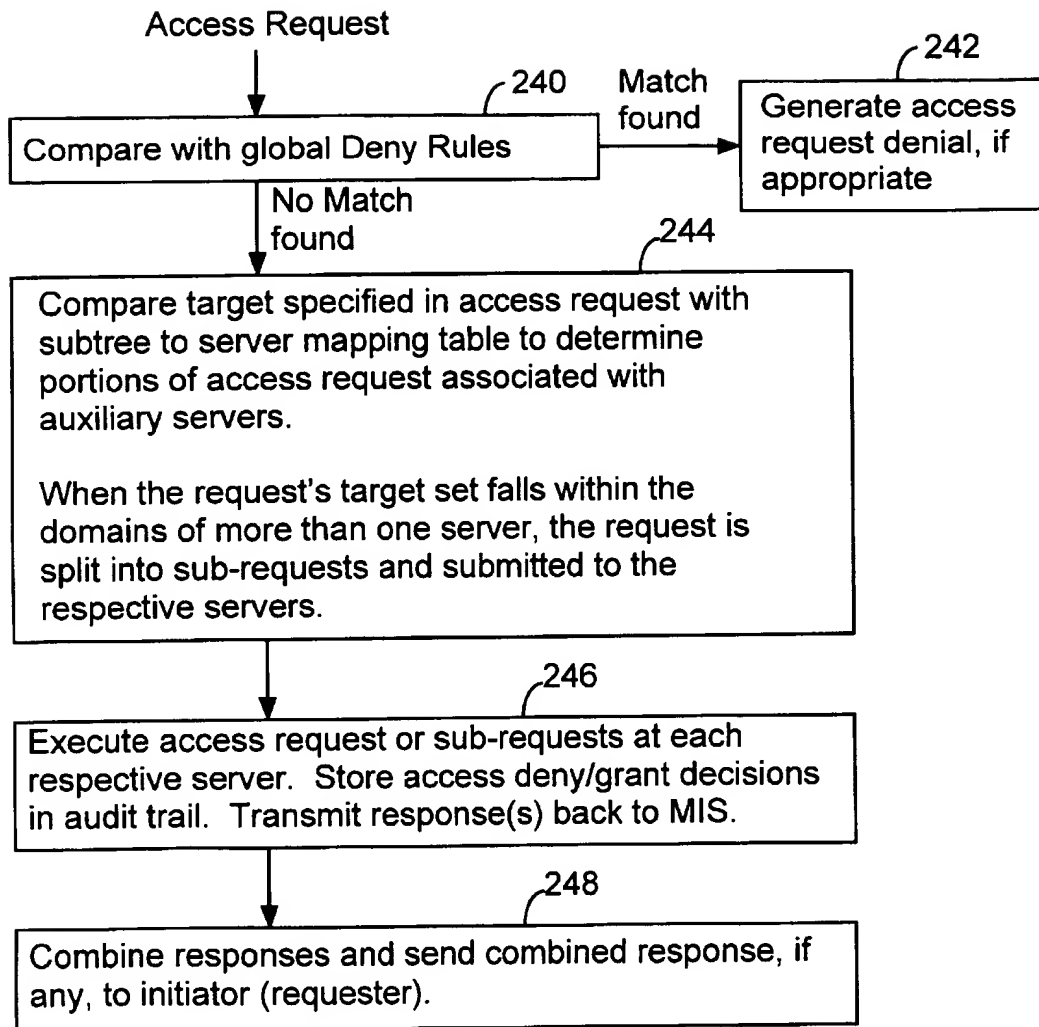 Access Request
240
Match
found
242
Compare with global Deny Rules
Generate access
request denial, if
appropriate
No Match
found
244
Compare target specified in access request with
subtree to server mapping table to determine
portions of access request associated with
auxiliary servers.
When the request's target set falls within the
domains of more than one server, the request is
split into sub-requests and submitted to the
respective servers.
246
Execute access request or sub-requests at each
respective server. Store access deny/grant decisions
in audit trail. Transmit response(s) back to MIS.
248
Combine responses and send combined response, if
any, to initiator (requester).